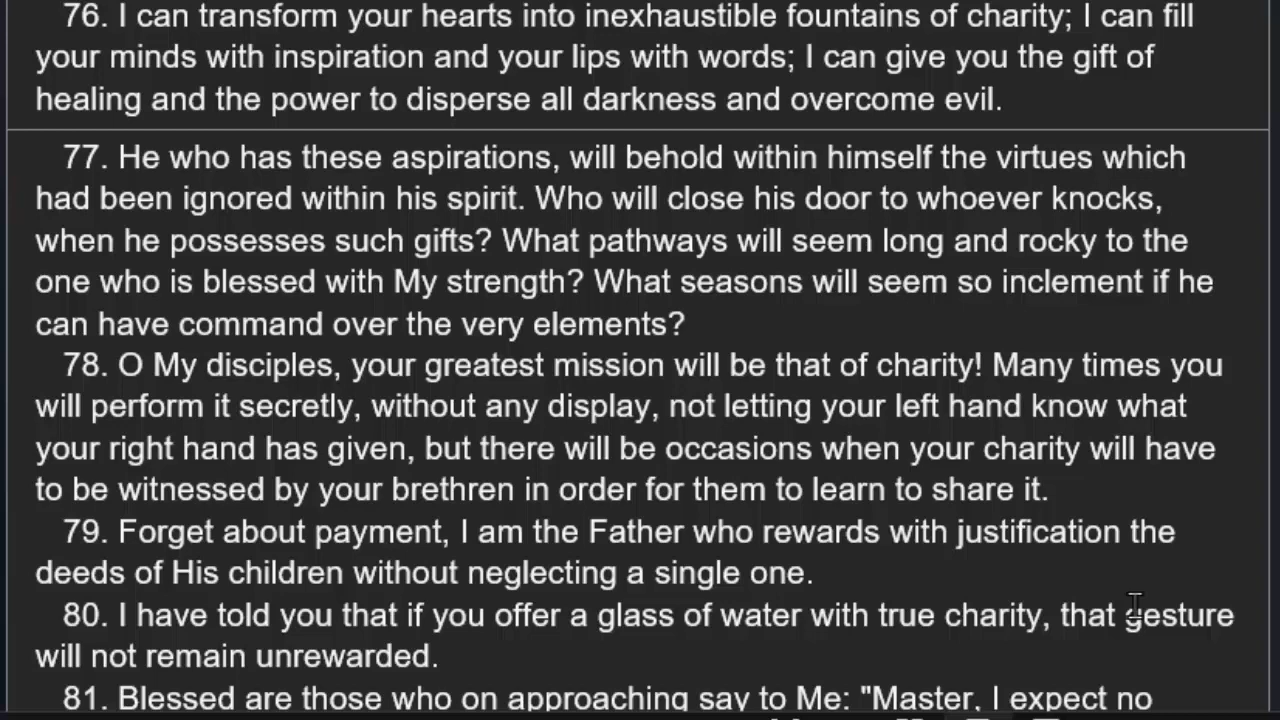 76. I can transform your hearts into inexhaustible fountains of charity; I can fill
your minds with inspiration and your lips with words; I can give you the gift of
healing and the power to disperse all darkness and overcome evil.
77. He who has these aspirations, will behold within himself the virtues which
had been ignored within his spirit. Who will close his door to whoever knocks,
when he possesses such gifts? What pathways will seem long and rocky to the
one who is blessed with My strength? What seasons will seem so inclement if he
can have command over the very elements?
78. O My disciples, your greatest mission will be that of charity! Many times you
will perform it secretly, without any display, not letting your left hand know what
your right hand has given, but there will be occasions when your charity will have
to be witnessed by your brethren in order for them to learn to share it.
79. Forget about payment, I am the Father who rewards with justification the
deeds of His children without neglecting a single one.
80. I have told you that if you offer a glass of water with true charity, that gesture
will not remain unrewarded.
81. Blessed are those who on approaching say to Me: "Master, I expect no